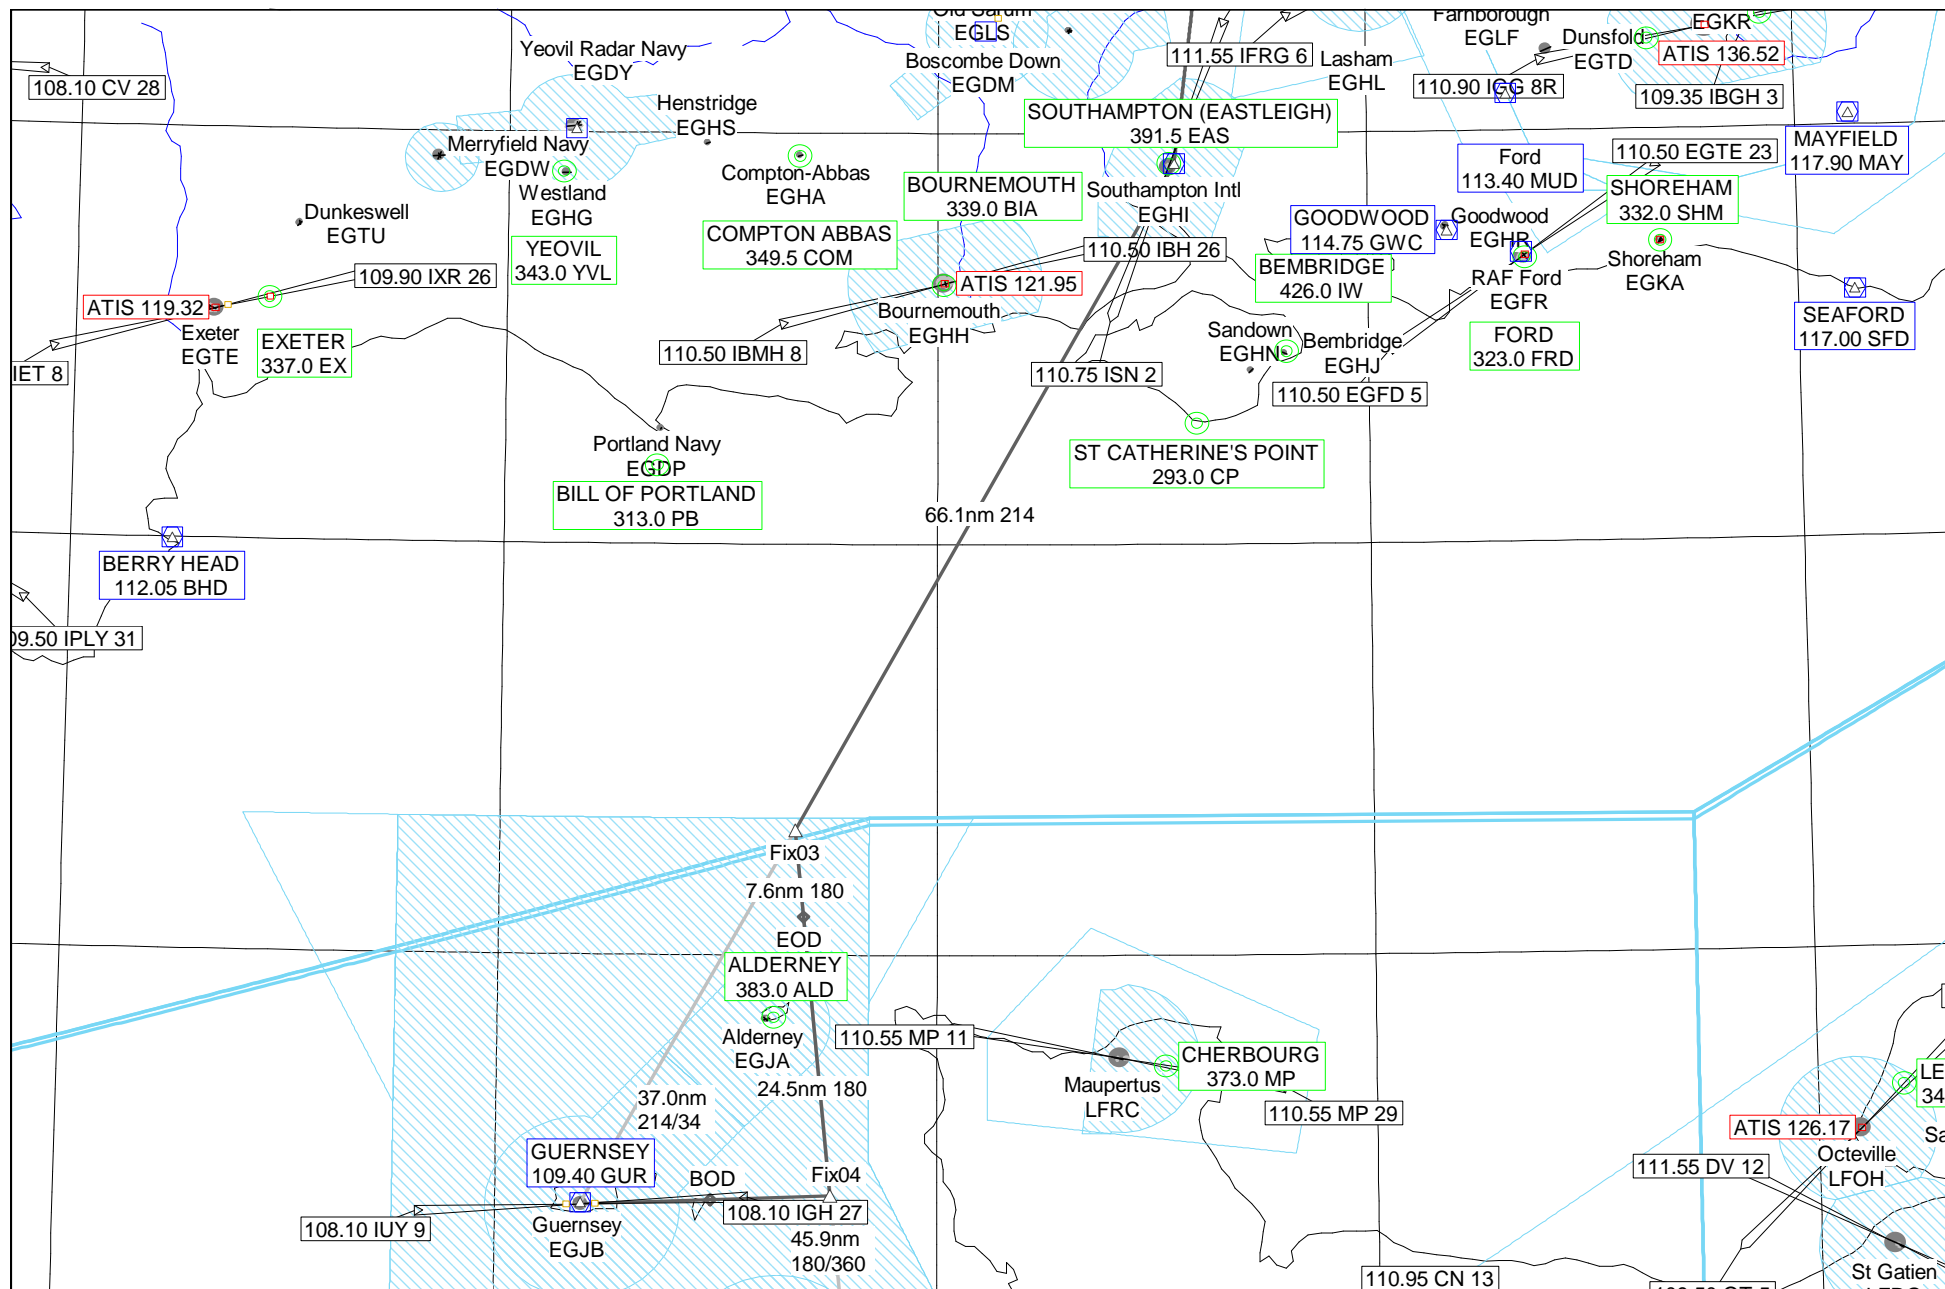 Old Sarum
EGLS
Boscombe Down
EGDM
Yeovil Radar Navy
EGDY
108.10 CV 28
Henstridge
EGHS
111.55 IFRG 6
Lasham
EGHL
Farnborough
EGLF
Dunsfold
EGTD
EGKR
ATIS 136.52
110.90 IGG 8R
109.35 IBGH 3
SOUTHAMPTON (EASTLEIGH)
391.5 EAS
MAYFIELD
117.90 MAY
Merryfield Navy
EGDW
Westland
EGHG
YEOVIL
343.0 YVL
Compton-Abbas
EGHA
COMPTON ABBAS
349.5 COM
BOURNEMOUTH
339.0 BIA
Southampton Intl
EGHI
Ford
113.40 MUD
110.50 EGTE 23
SHOREHAM
332.0 SHM
GOODWOOD
114.75 GWC
Goodwood
EGHR
Dunkeswell
EGTU
109.90 IXR 26
ATIS 119.32
Exeter
EGTE
EXETER
337.0 EX
IET 8
110.50 IBH 26
ATIS 121.95
Bournemouth
EGHH
110.50 IBMH 8
BEMBRIDGE
426.0 IW
RAF Ford
EGFR
Shoreham
EGKA
SEAFORD
117.00 SFD
FORD
323.0 FRD
Sandown
EGHN
Bembridge
EGHJ
110.75 ISN 2
110.50 EGFD 5
Portland Navy
EGDP
BILL OF PORTLAND
313.0 PB
ST CATHERINE'S POINT
293.0 CP
66.1nm 214
BERRY HEAD
112.05 BHD
09.50 IPLY 31
Fix03
7.6nm 180
EOD
ALDERNEY
383.0 ALD
Alderney
EGJA
110.55 MP 11
CHERBOURG
373.0 MP
Maupertus
LFRC
110.55 MP 29
24.5nm 180
37.0nm
214/34
LE
34
ATIS 126.17
Octeville
LFOH
Sa
111.55 DV 12
GUERNSEY
109.40 GUR
BOD
Fix04
108.10 IGH 27
108.10 IUY 9
Guernsey
EGJB
45.9nm
180/360
110.95 CN 13
St Gatien